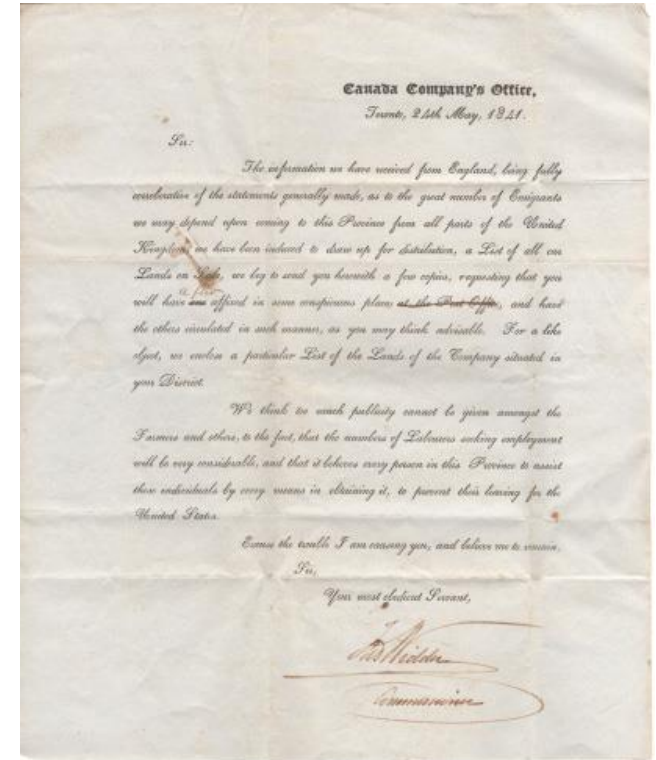 Canada Company's Office,
Toronto, 24th May, 1841.
Sir:
The information we have received from England, being fully
corroborative of the statements generally made, as to the great number of Emigrants
we may depend upon coming to this Province from all parts of the United
Kingdom, we have been induced to draw up for distribution, a List of all our
Lands on Sale, we beg to send you herewith a few copies, requesting that you
a few
will have one affixed in some conspicuous place, at the Post Office, and have
the others circulated in such manner, as you may think advisable. For a like
object, we enclose a particular List of the Lands of the Company situated in
your District.
We think too much publicity cannot be given amongst the
Farmers and others, to the fact, that the numbers of Labourers seeking employment
will be very considerable, and that it behoves every person in this Province to assist
these individuals by every means in obtaining it, to prevent their leaving for the
United States.
Excuse the trouble I am causing you, and believe me to remain,
Sir,
Your most obedient Servant,
Widder
Commissioner